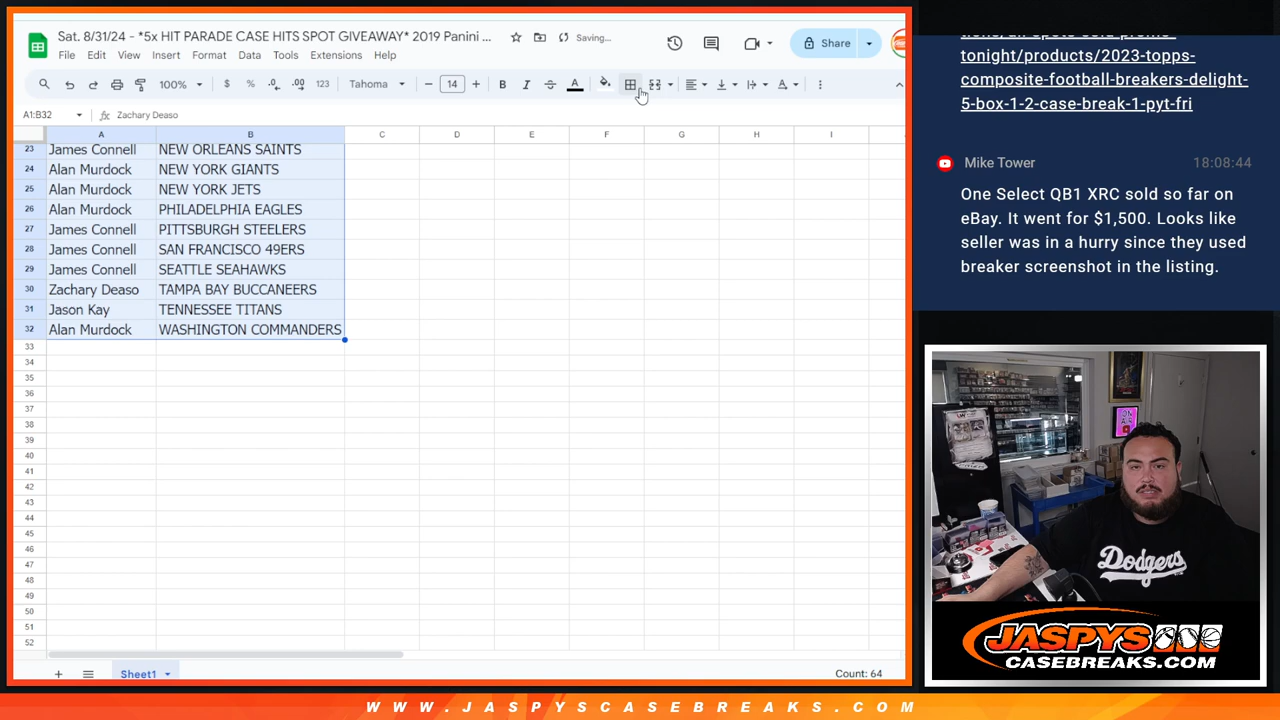 Sat. 8/31/24 - *5x HIT PARADE CASE HITS SPOT GIVEAWAY* 2019 Panini ...
Saving...
File Edit View Insert Format Data Tools Extensions Help
Share
100%
$ % .0 .00 123
Tahoma
14
B I A
A1:B32
fx Zachary Deaso
A B C D E F G H I
23 James Connell NEW ORLEANS SAINTS
24 Alan Murdock NEW YORK GIANTS
25 Alan Murdock NEW YORK JETS
26 Alan Murdock PHILADELPHIA EAGLES
27 James Connell PITTSBURGH STEELERS
28 James Connell SAN FRANCISCO 49ERS
29 James Connell SEATTLE SEAHAWKS
30 Zachary Deaso TAMPA BAY BUCCANEERS
31 Jason Kay TENNESSEE TITANS
32 Alan Murdock WASHINGTON COMMANDERS
33
34
35
36
37
38
39
40
41
42
43
44
45
46
47
48
49
50
51
52
Sheet1
Count: 64
tonight/products/2023-topps-
composite-football-breakers-delight-
5-box-1-2-case-break-1-pyt-fri
Mike Tower 18:08:44
One Select QB1 XRC sold so far on
eBay. It went for $1,500. Looks like
seller was in a hurry since they used
breaker screenshot in the listing.
Dodgers
JASPYS
CASEBREAKS.COM
WWW.JASPYSCASEBREAKS.COM